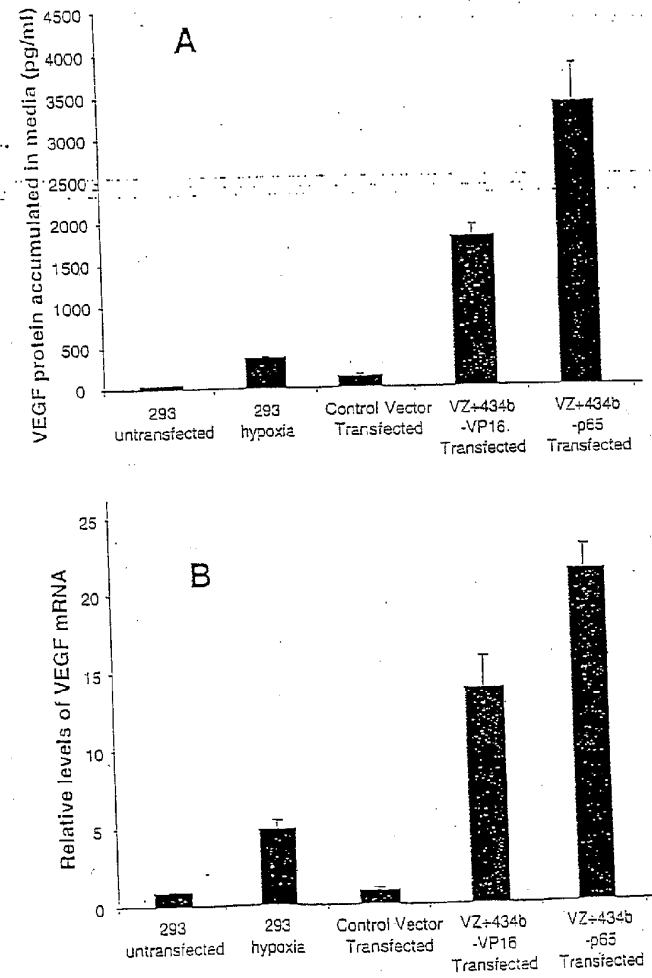 A
VEGF protein accumulated in media (pg/ml)
4500
4000
3500
3000
2500
2000
1500
1000
500
0
293
untransfected
293
hypoxia
Control Vector
Transfected
VZ+434b
-VP16.
Transfected
VZ+434b
-p65
Transfected
B
Relative levels of VEGF mRNA
25
20
15
10
5
0
293
untransfected
293
hypoxia
Control Vector
Transfected
VZ+434b
-VP16
Transfected
VZ+434b
-p65
Transfected